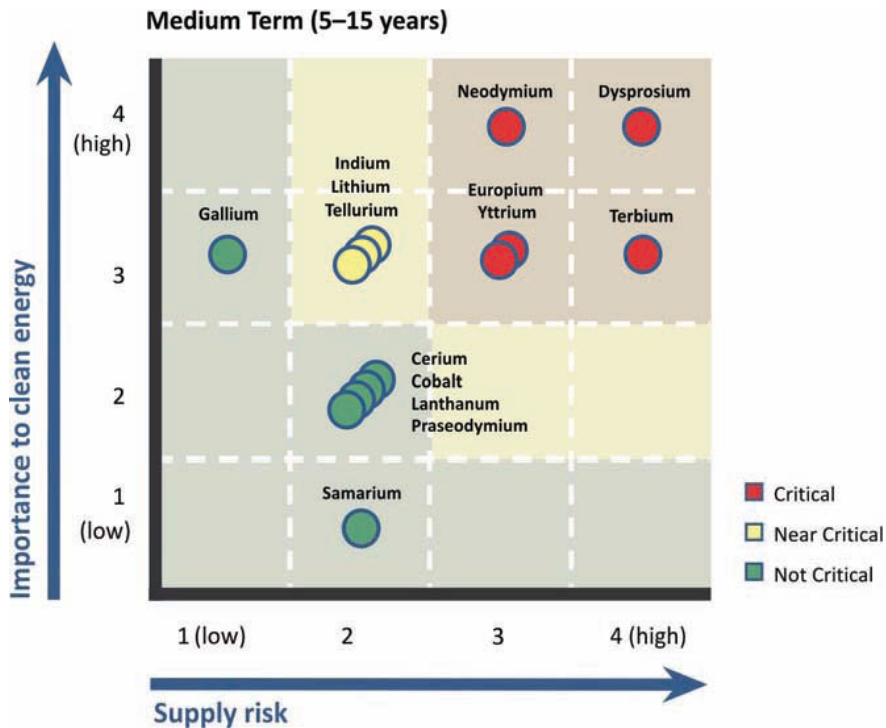 Medium Term (5–15 years)
Importance to clean energy
4
(high)
3
2
1
(low)
Neodymium
Dysprosium
Indium
Lithium
Tellurium
Gallium
Europium
Yttrium
Terbium
Cerium
Cobalt
Lanthanum
Praseodymium
Samarium
Critical
Near Critical
Not Critical
1 (low)
2
3
4 (high)
Supply risk